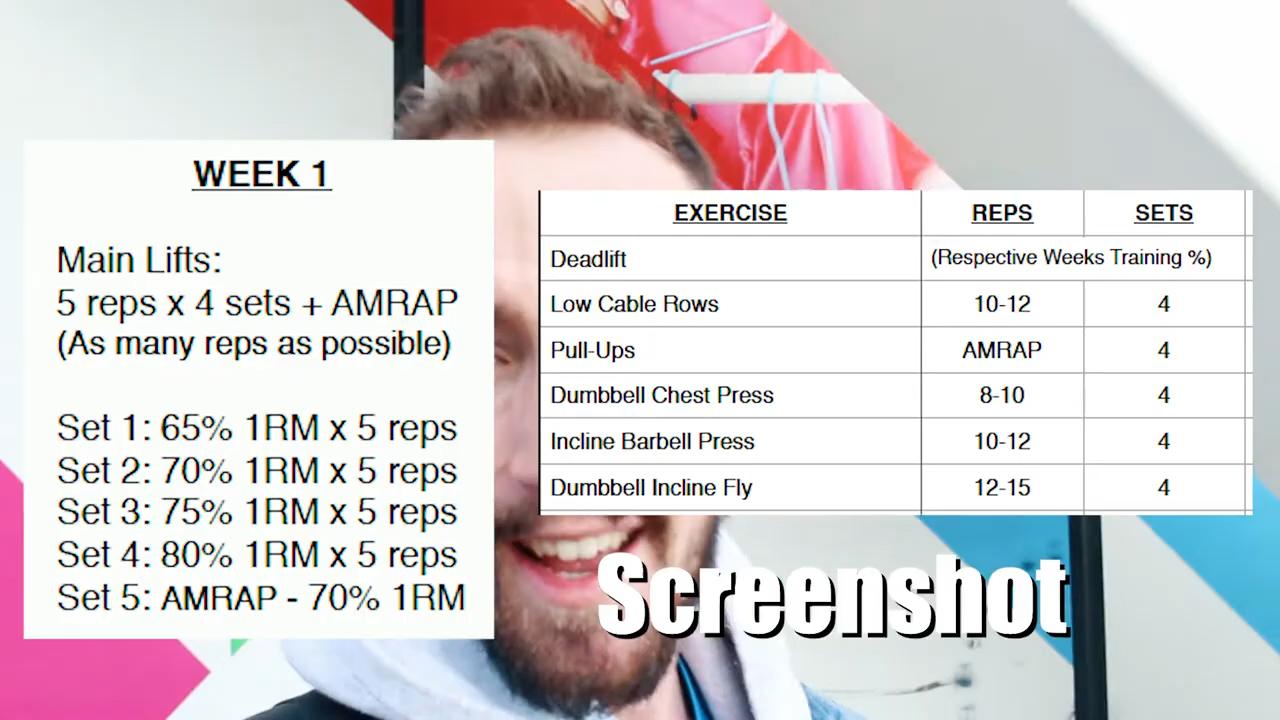 WEEK 1
Main Lifts:
5 reps x 4 sets + AMRAP
(As many reps as possible)
Set 1: 65% 1RM x 5 reps
Set 2: 70% 1RM x 5 reps
Set 3: 75% 1RM x 5 reps
Set 4: 80% 1RM x 5 reps
Set 5: AMRAP - 70% 1RM
EXERCISE REPS SETS
Deadlift (Respective Weeks Training %)
Low Cable Rows 10-12 4
Pull-Ups AMRAP 4
Dumbbell Chest Press 8-10 4
Incline Barbell Press 10-12 4
Dumbbell Incline Fly 12-15 4
Screenshot